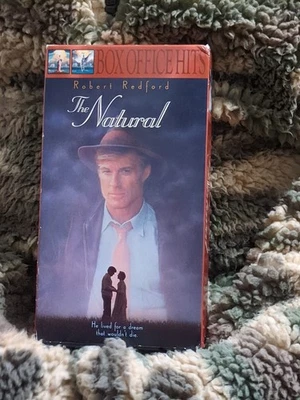 BOX OFFICE HITS
Robert Redford
The Natural
He lived for a dream
that wouldn't die.